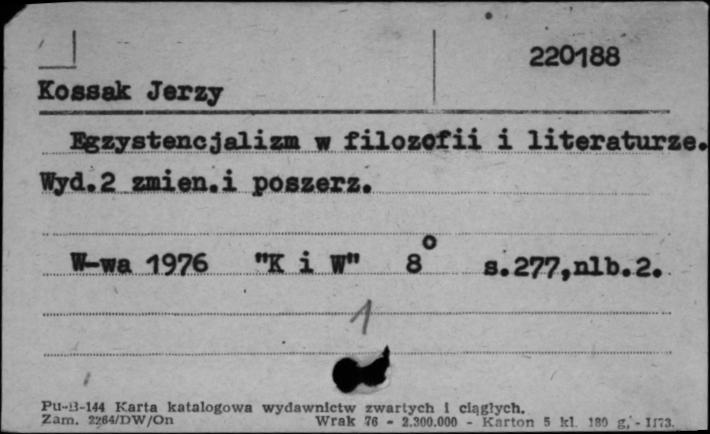 220188
Kossak Jerzy
Egzystencjalizm w filozofii i literaturze.
Wyd.2 zmien.i poszerz.
W-wa 1976 "K i W" 8° s.277,nlb.2.
1
Pu-B-144 Karta katalogowa wydawnictw zwartych i ciągłych.
Zam. 2264/DW/On Wrak 76 - 2.300.000 - Karton 5 kl. 180 g. -